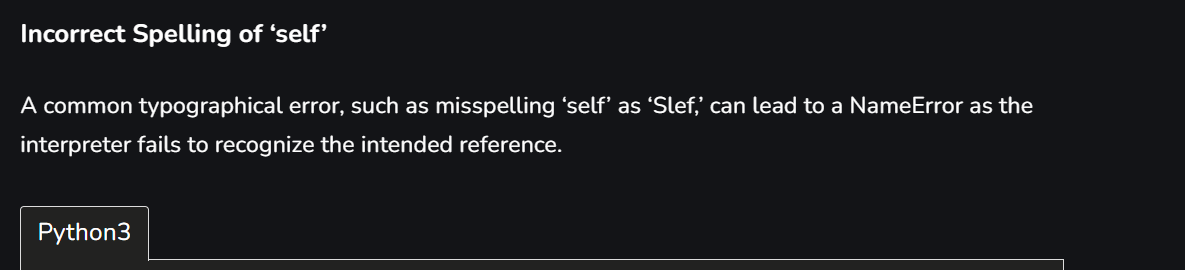 Incorrect Spelling of ‘self’
A common typographical error, such as misspelling ‘self’ as ‘Slef,’ can lead to a NameError as the
interpreter fails to recognize the intended reference.
Python3